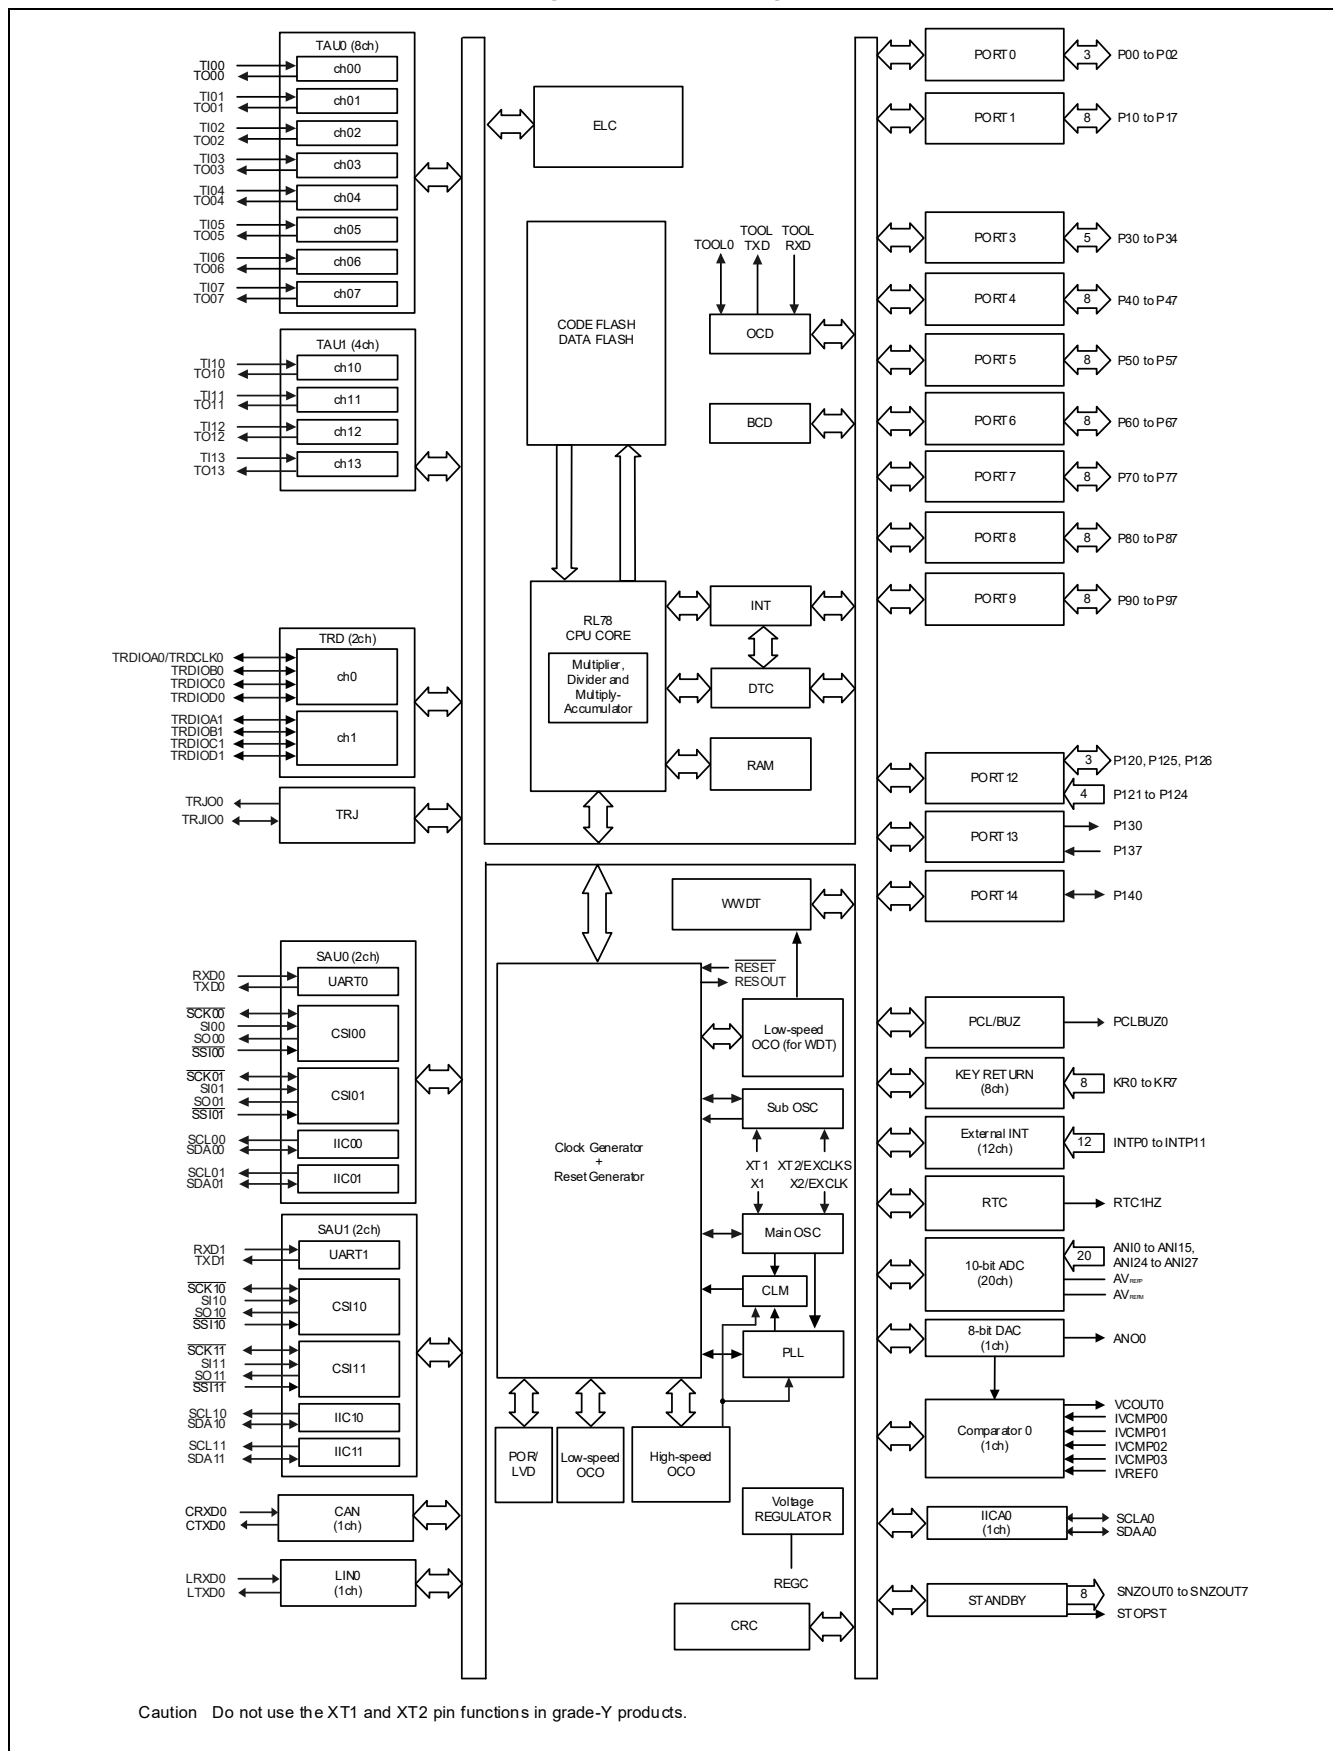 TAU0 (8ch)
TI00
TO00
ch00
TI01
TO01
ch01
TI02
TO02
ch02
TI03
TO03
ch03
TI04
TO04
ch04
TI05
TO05
ch05
TI06
TO06
ch06
TI07
TO07
ch07
TAU1 (4ch)
TI10
TO10
ch10
TI11
TO11
ch11
TI12
TO12
ch12
TI13
TO13
ch13
TRD (2ch)
TRDIOA0/TRDCLK0
TRDIOB0
TRDIOC0
TRDIOD0
ch0
TRDIOA1
TRDIOB1
TRDIOC1
TRDIOD1
ch1
TRJO0
TRJIO0
TRJ
SAU0 (2ch)
RXD0
TXD0
UART0
SCK00
SI00
SO00
SSI00
CSI00
SCK01
SI01
SO01
SSI01
CSI01
SCL00
SDA00
IIC00
SCL01
SDA01
IIC01
SAU1 (2ch)
RXD1
TXD1
UART1
SCK10
SI10
SO10
SSI10
CSI10
SCK11
SI11
SO11
SSI11
CSI11
SCL10
SDA10
IIC10
SCL11
SDA11
IIC11
CRXD0
CTXD0
CAN
(1ch)
LRXD0
LTXD0
LIN0
(1ch)
ELC
CODE FLASH
DATA FLASH
TOOL0
TOOL
TXD
TOOL
RXD
OCD
BCD
RL78
CPU CORE
Multiplier,
Divider and
Multiply-
Accumulator
INT
DTC
RAM
WWDT
RESET
RESOUT
Clock Generator
+
Reset Generator
Low-speed
OCO (for WDT)
Sub OSC
XT1
XT2/EXCLKS
X1
X2/EXCLK
Main OSC
CLM
PLL
POR/
LVD
Low-speed
OCO
High-speed
OCO
Voltage
REGULATOR
REGC
CRC
PORT 0
3
P00 to P02
PORT 1
8
P10 to P17
PORT 3
5
P30 to P34
PORT 4
8
P40 to P47
PORT 5
8
P50 to P57
PORT 6
8
P60 to P67
PORT 7
8
P70 to P77
PORT 8
8
P80 to P87
PORT 9
8
P90 to P97
PORT 12
3
P120, P125, P126
4
P121 to P124
PORT 13
P130
P137
PORT 14
P140
PCL/BUZ
PCLBUZ0
KEY RETURN
(8ch)
8
KR0 to KR7
External INT
(12ch)
12
INTP0 to INTP11
RTC
RTC1HZ
10-bit ADC
(20ch)
20
ANI0 to ANI15,
ANI24 to ANI27
AVREFP
AVREFM
8-bit DAC
(1ch)
ANO0
Comparator 0
(1ch)
VCOUT0
IVCMP00
IVCMP01
IVCMP02
IVCMP03
IVREF0
IICA0
(1ch)
SCLA0
SDAA0
STANDBY
8
SNZOUT0 to SNZOUT7
STOPST
Caution Do not use the XT1 and XT2 pin functions in grade-Y products.